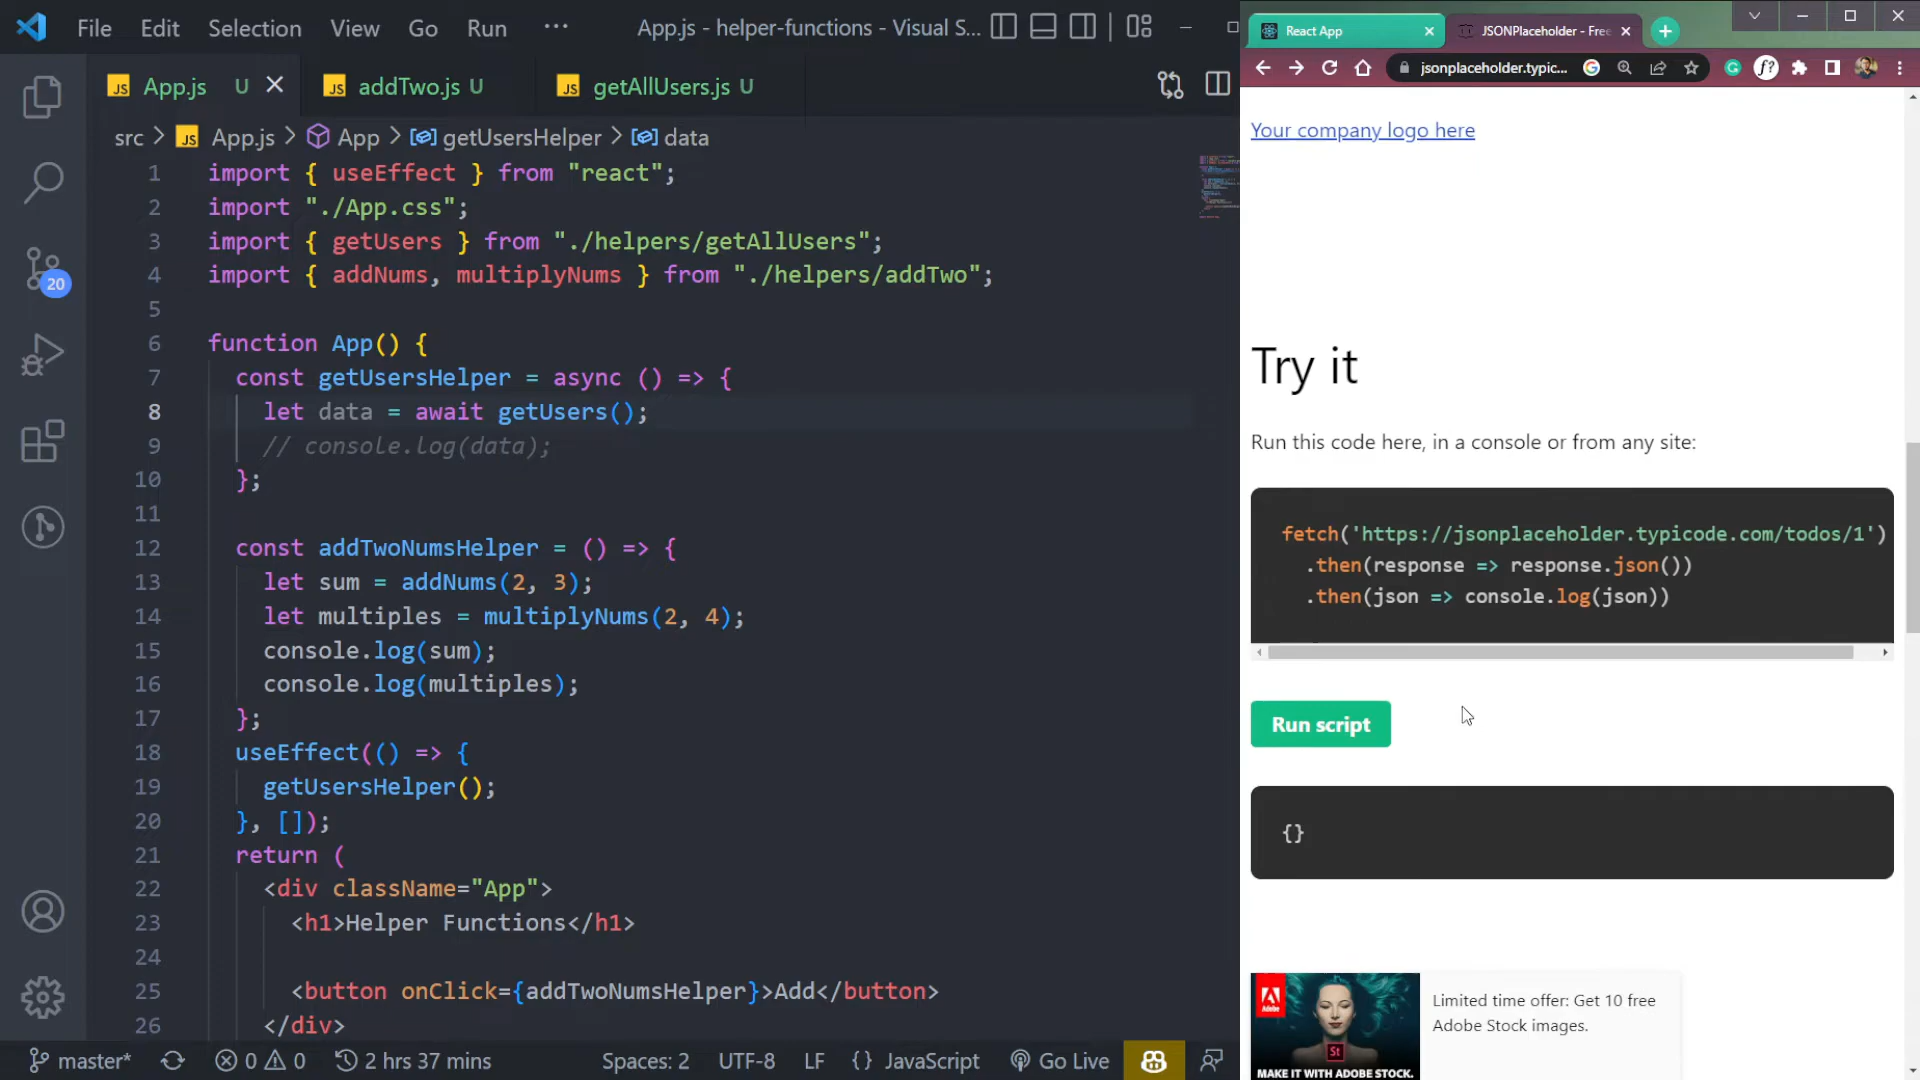 File Edit Selection View Go Run ··· App.js - helper-functions - Visual S...
App.js U addTwo.js U getAllUsers.js U
src > App.js > App > getUsersHelper > data
1 import { useEffect } from "react";
2 import "./App.css";
3 import { getUsers } from "./helpers/getAllUsers";
4 import { addNums, multiplyNums } from "./helpers/addTwo";
5
6 function App() {
7 const getUsersHelper = async () => {
8 let data = await getUsers();
9 // console.log(data);
10 };
11
12 const addTwoNumsHelper = () => {
13 let sum = addNums(2, 3);
14 let multiples = multiplyNums(2, 4);
15 console.log(sum);
16 console.log(multiples);
17 };
18 useEffect(() => {
19 getUsersHelper();
20 }, []);
21 return (
22 <div className="App">
23 <h1>Helper Functions</h1>
24
25 <button onClick={addTwoNumsHelper}>Add</button>
26 </div>
20
master* 0 0 2 hrs 37 mins Spaces: 2 UTF-8 LF {} JavaScript Go Live
React App JSONPlaceholder - Free
jsonplaceholder.typic...
Your company logo here
Try it
Run this code here, in a console or from any site:
fetch('https://jsonplaceholder.typicode.com/todos/1')
.then(response => response.json())
.then(json => console.log(json))
Run script
{}
Limited time offer: Get 10 free
Adobe Stock images.
Adobe
St
MAKE IT WITH ADOBE STOCK.